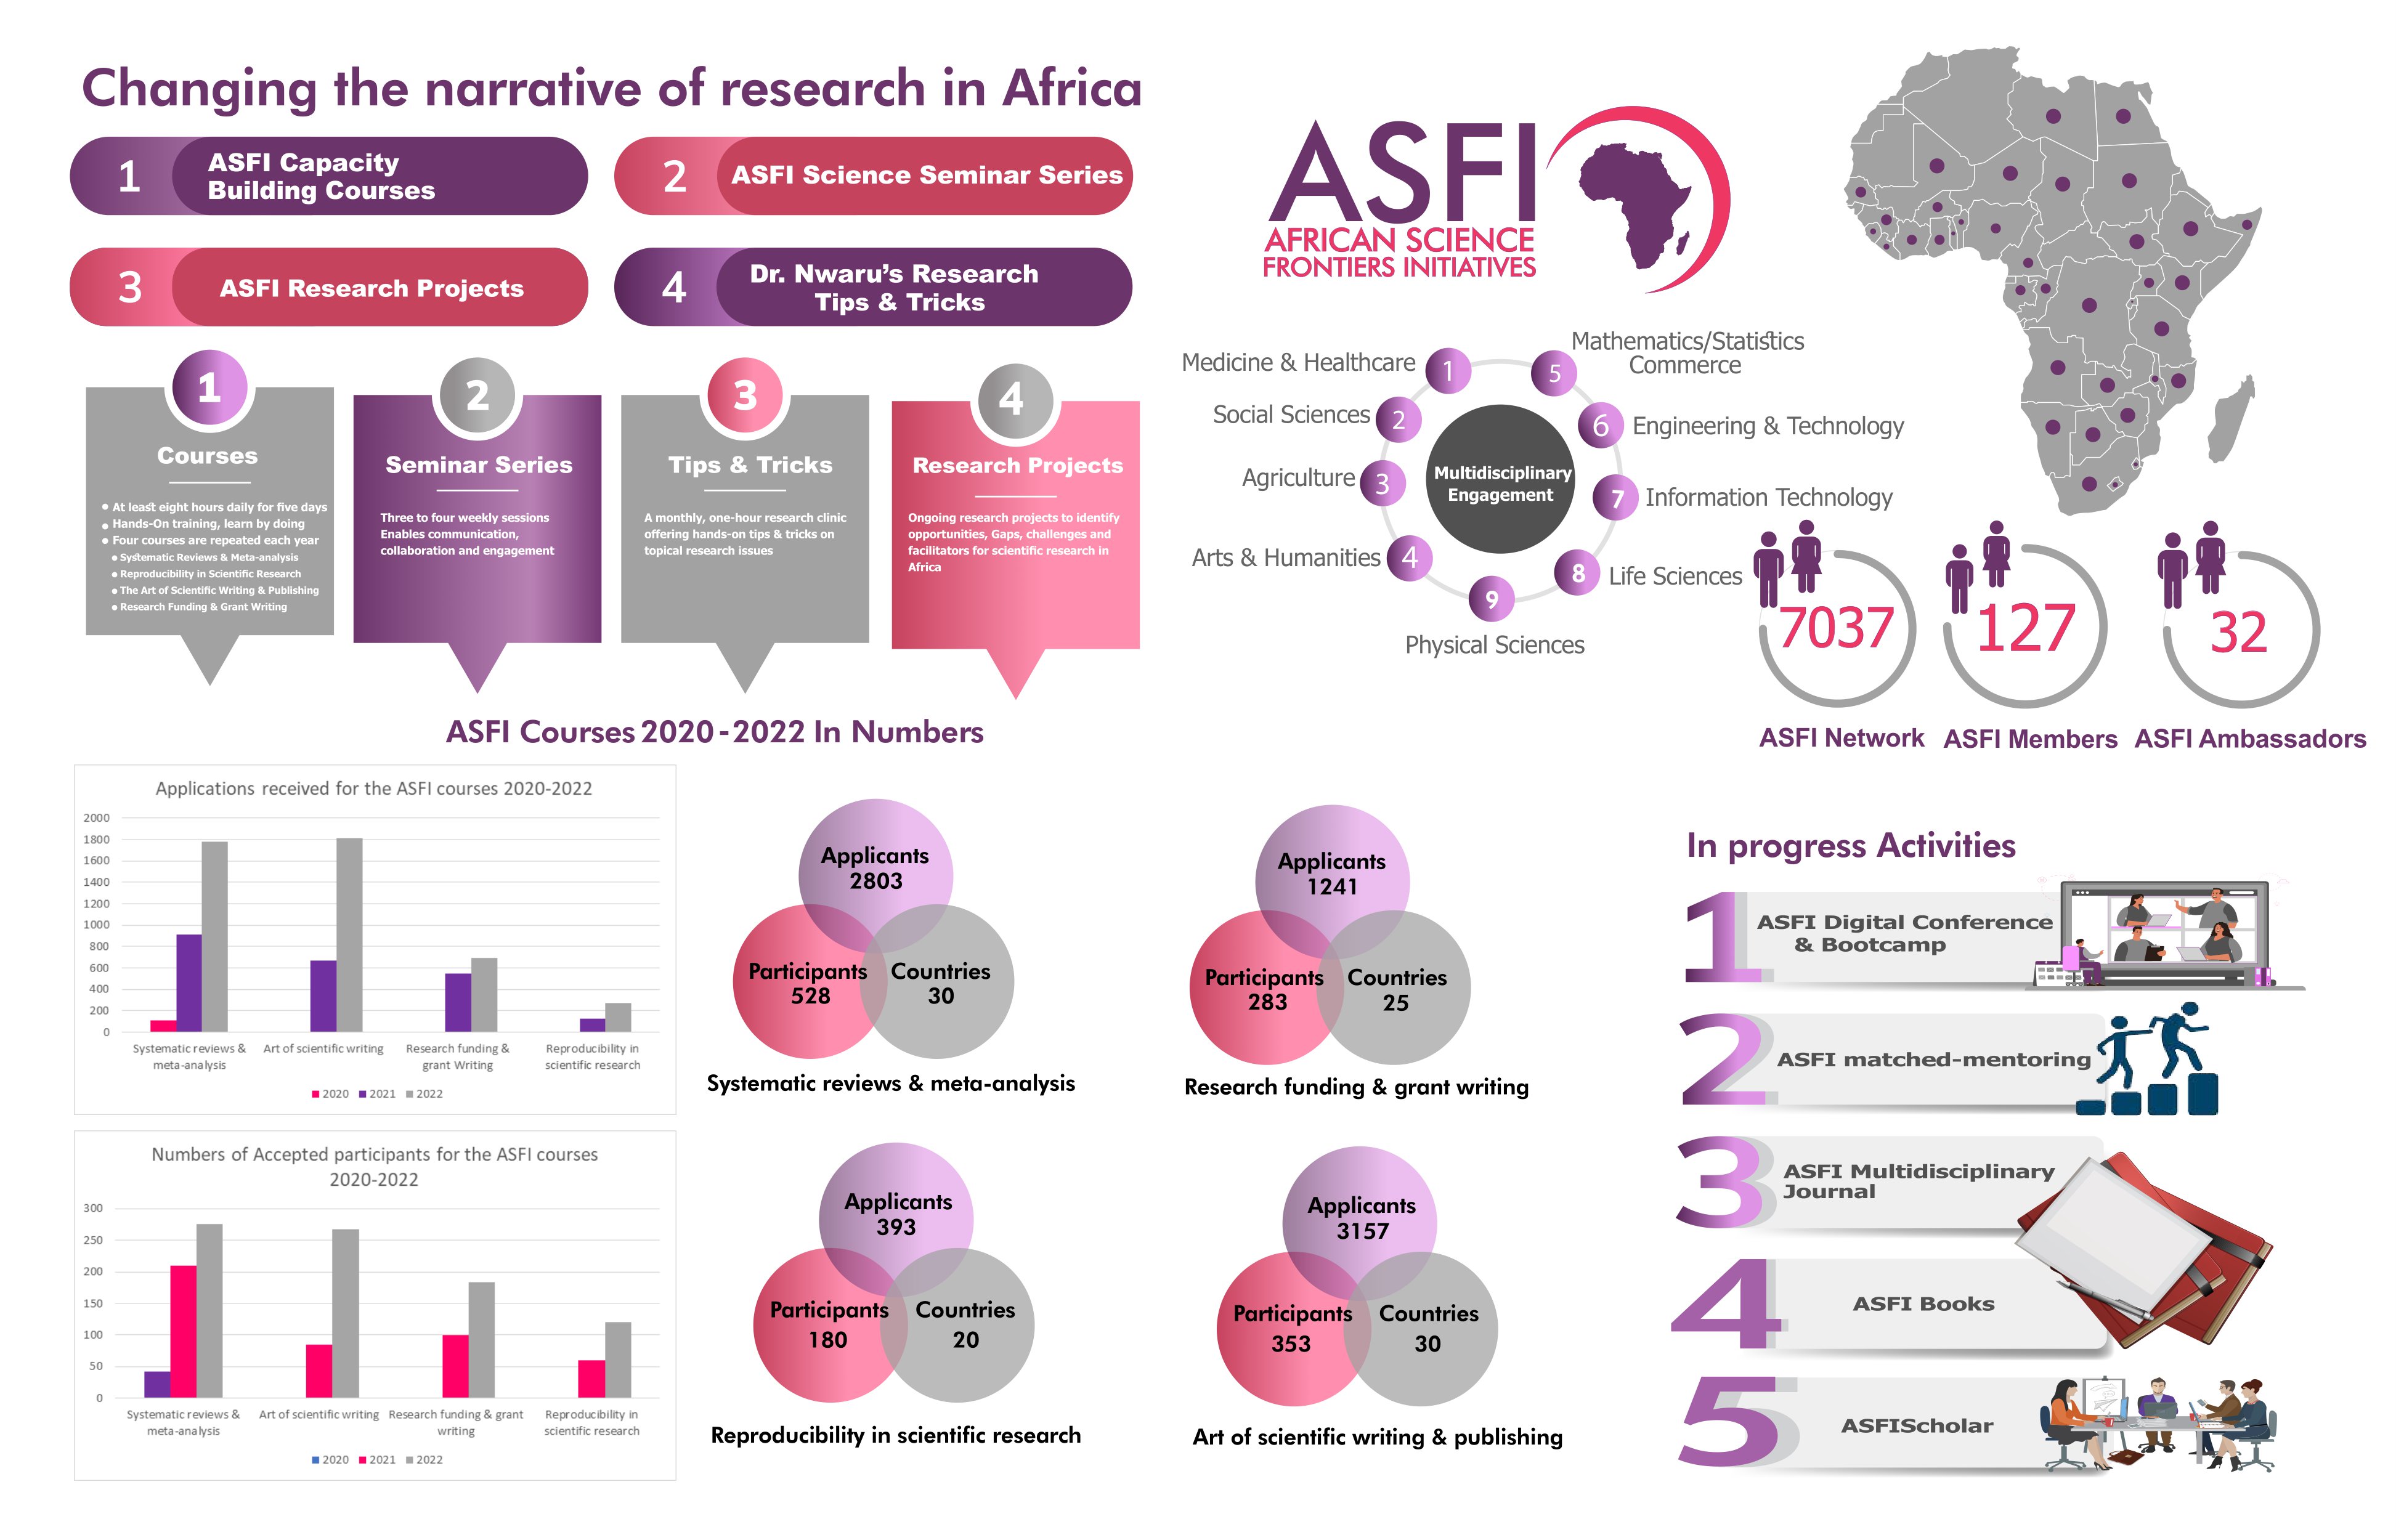 Changing the narrative of research in Africa
1
ASFI Capacity
Building Courses
2
ASFI Science Seminar Series
3
ASFI Research Projects
4
Dr. Nwaru's Research
Tips & Tricks
1
Courses
• At least eight hours daily for five days
• Hands-On training, learn by doing
• Four courses are repeated each year
• Systematic Reviews & Meta-analysis
• Reproducibility in Scientific Research
• The Art of Scientific Writing & Publishing
• Research Funding & Grant Writing
2
Seminar Series
Three to four weekly sessions
Enables communication,
collaboration and engagement
3
Tips & Tricks
A monthly, one-hour research clinic
offering hands-on tips & tricks on
topical research issues
4
Research Projects
Ongoing research projects to identify
opportunities, Gaps, challenges and
facilitators for scientific research in
Africa
ASFI
AFRICAN SCIENCE
FRONTIERS INITIATIVES
Multidisciplinary
Engagement
Medicine & Healthcare 1
Social Sciences 2
Agriculture 3
Arts & Humanities 4
5 Mathematics/Statistics
Commerce
6 Engineering & Technology
7 Information Technology
8 Life Sciences
9
Physical Sciences
7037
ASFI Network
127
ASFI Members
32
ASFI Ambassadors
ASFI Courses 2020-2022 In Numbers
Applications received for the ASFI courses 2020-2022
2000
1800
1600
1400
1200
1000
800
600
400
200
0
Systematic reviews &
meta-analysis
Art of scientific writing
Research funding &
grant Writing
Reproducibility in
scientific research
2020 2021 2022
Numbers of Accepted participants for the ASFI courses
2020-2022
300
250
200
150
100
50
0
Systematic reviews &
meta-analysis
Art of scientific writing
Research funding & grant
writing
Reproducibility in
scientific research
2020 2021 2022
Applicants
2803
Participants
528
Countries
30
Systematic reviews & meta-analysis
Applicants
1241
Participants
283
Countries
25
Research funding & grant writing
Applicants
393
Participants
180
Countries
20
Reproducibility in scientific research
Applicants
3157
Participants
353
Countries
30
Art of scientific writing & publishing
In progress Activities
1
ASFI Digital Conference
& Bootcamp
2
ASFI matched-mentoring
3
ASFI Multidisciplinary
Journal
4
ASFI Books
5
ASFIScholar